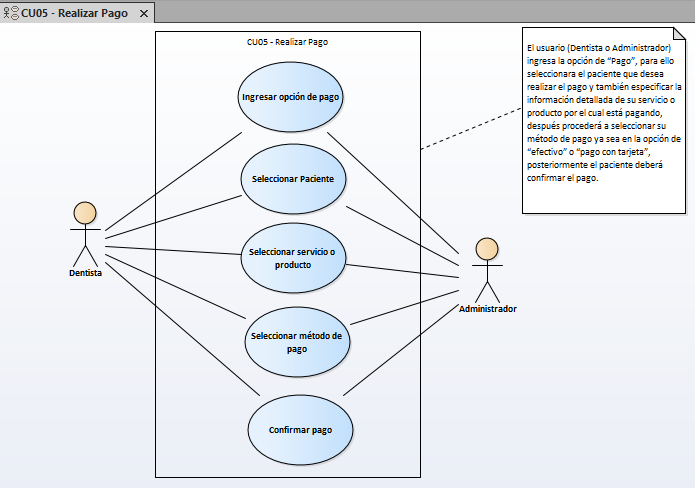 CU05 - Realizar Pago
CU05 - Realizar Pago
Ingresar opción de pago
Seleccionar Paciente
Seleccionar servicio o
producto
Seleccionar método de
pago
Confirmar pago
Dentista
Administrador
El usuario (Dentista o Administrador)
ingresa la opción de “Pago”, para ello
seleccionara el paciente que desea
realizar el pago y también especificar la
información detallada de su servicio o
producto por el cual está pagando,
después procederá a seleccionar su
método de pago ya sea en la opción de
“efectivo” o “pago con tarjeta”,
posteriormente el paciente deberá
confirmar el pago.